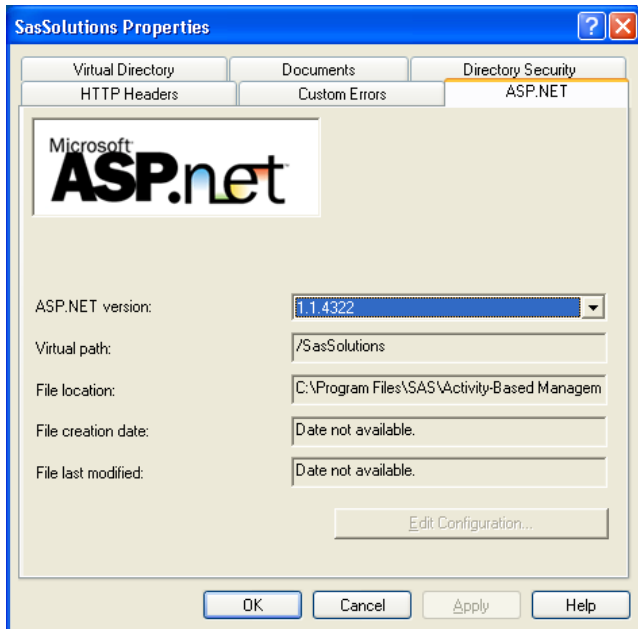 SasSolutions Properties
Virtual Directory Documents Directory Security
HTTP Headers Custom Errors ASP.NET
Microsoft
ASP.net
ASP.NET version: 1.1.4322
Virtual path: /SasSolutions
File location: C:\Program Files\SAS\Activity-Based Managem
File creation date: Date not available.
File last modified: Date not available.
Edit Configuration...
OK Cancel Apply Help